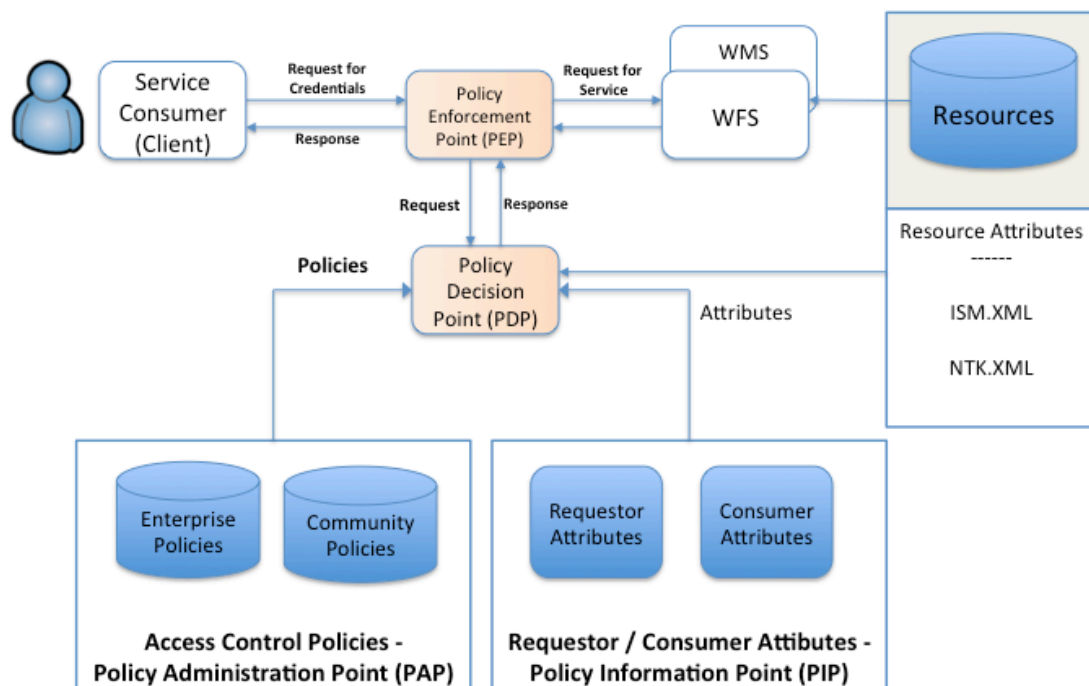 Service
Consumer
(Client)
Request for
Credentials
Response
Policy
Enforcement
Point (PEP)
Request for
Service
WMS
WFS
Resources
Request
Response
Resource Attributes
------
ISM.XML
NTK.XML
Policies
Policy
Decision
Point (PDP)
Attributes
Enterprise
Policies
Community
Policies
Access Control Policies -
Policy Administration Point (PAP)
Requestor
Attributes
Consumer
Attributes
Requestor / Consumer Attibutes -
Policy Information Point (PIP)